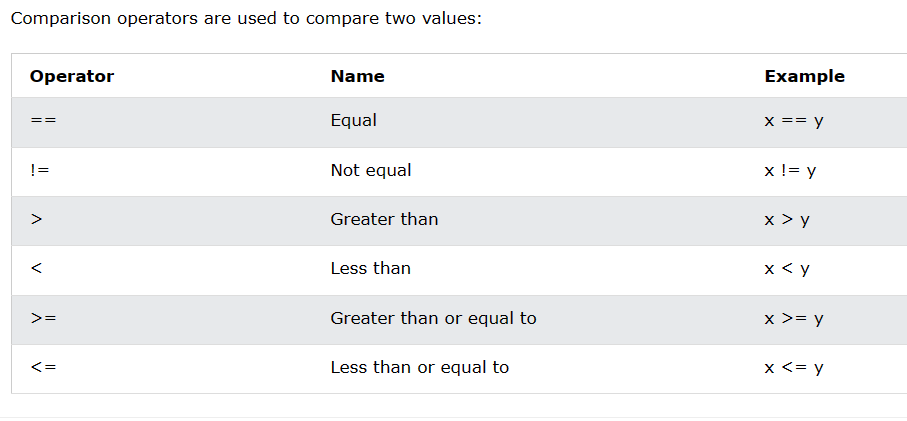 Comparison operators are used to compare two values:
Operator Name Example
== Equal x == y
!= Not equal x != y
> Greater than x > y
< Less than x < y
>= Greater than or equal to x >= y
<= Less than or equal to x <= y